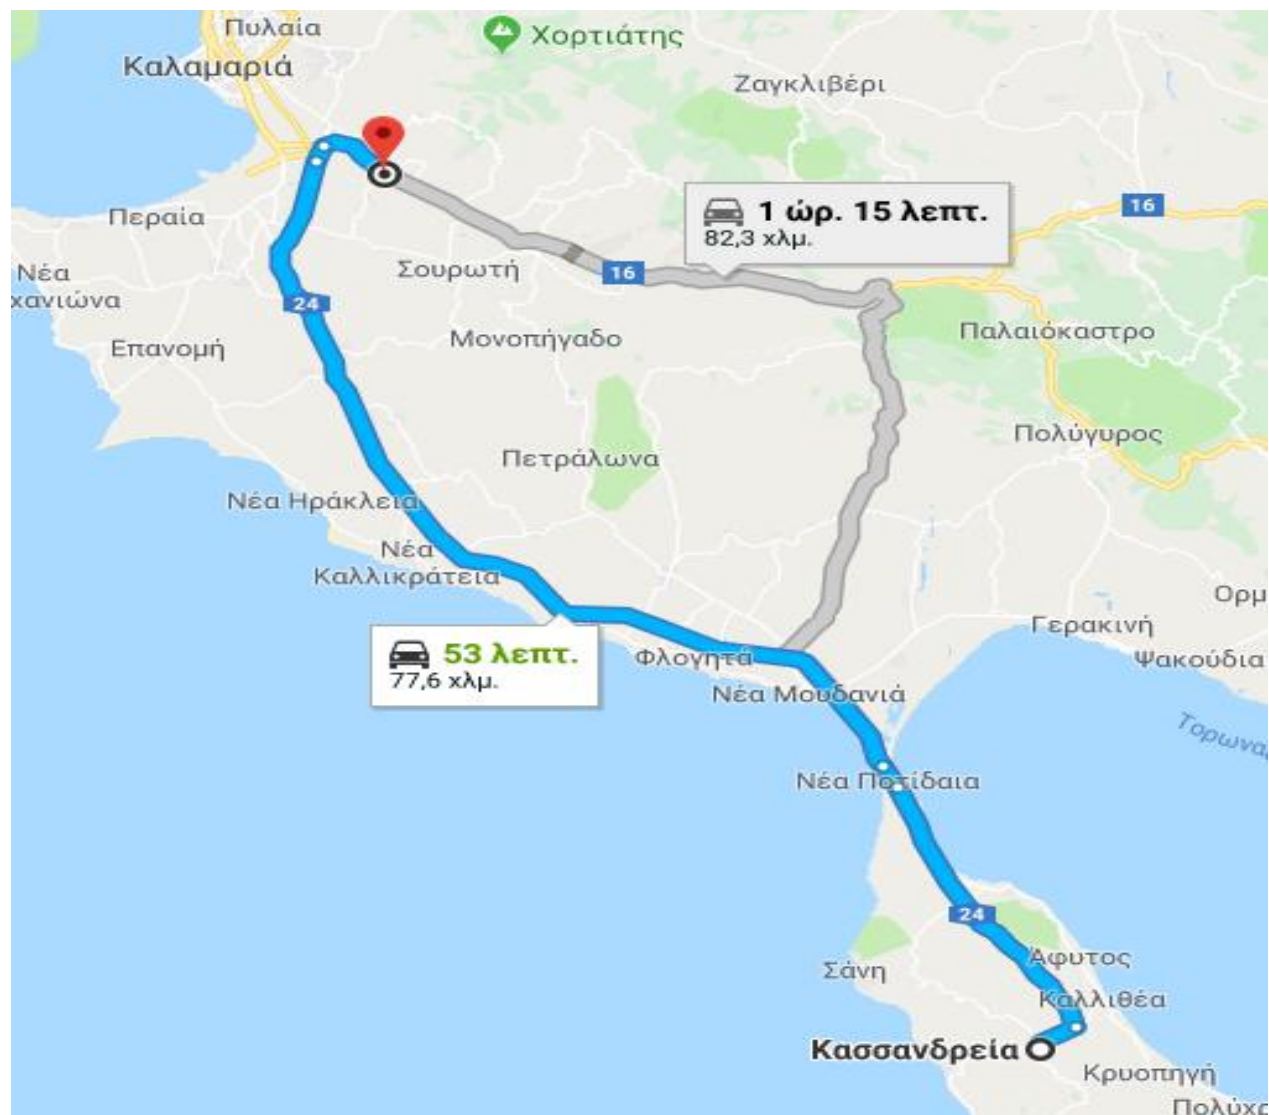 Πυλαία
Χορτιάτης
Καλαμαριά
Ζαγκλιβέρι
1 ώρ. 15 λεπτ.
82,3 χλμ.
16
Περαία
Νέα
χανιώνα
Σουρωτή
16
24
Παλαιόκαστρο
Μονοπήγαδο
Επανομή
Πολύγυρος
Πετράλωνα
Νέα Ηράκλεια
Νέα
Καλλικράτεια
Ορμ
Γερακινή
53 λεπτ.
77,6 χλμ.
Φλογητά
Ψακούδια
Νέα Μουδανιά
Τορωνα
Νέα Ποτίδαια
24
Άφυτος
Σάνη
Καλλιθέα
Κασσανδρεία
Κρυοπηγή
Πολύχρ